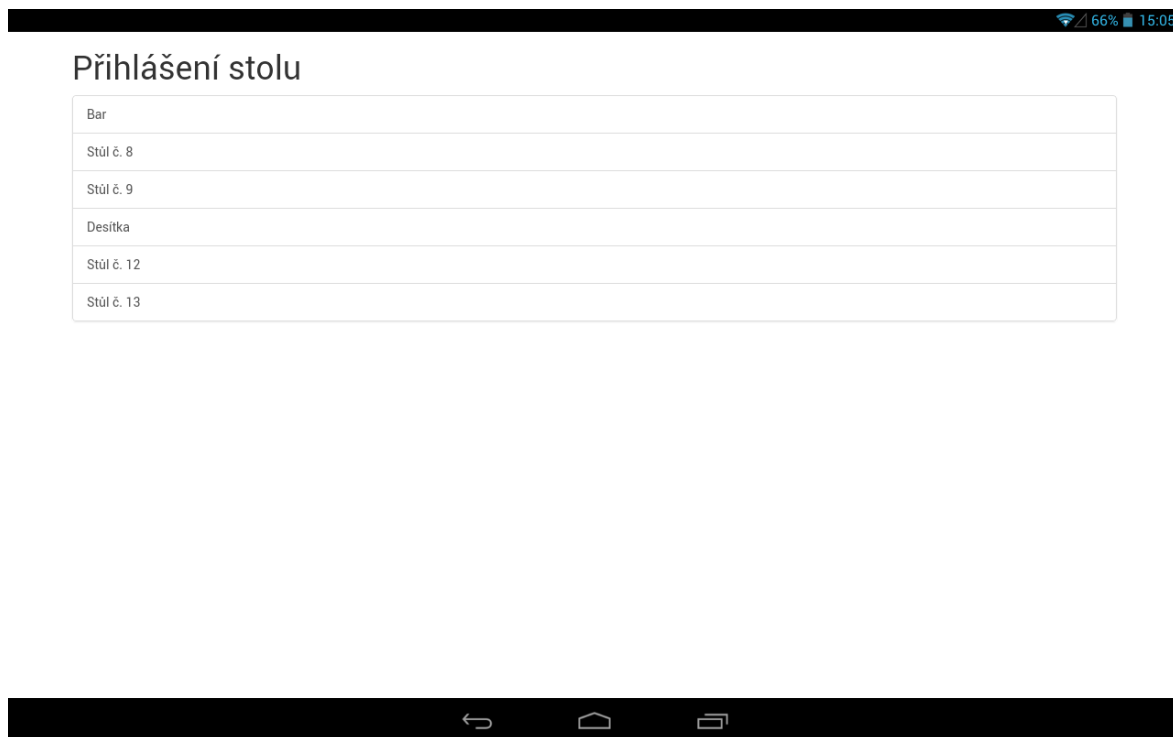 66% 15:05
Přihlášení stolu
Bar
Stůl č. 8
Stůl č. 9
Desítka
Stůl č. 12
Stůl č. 13